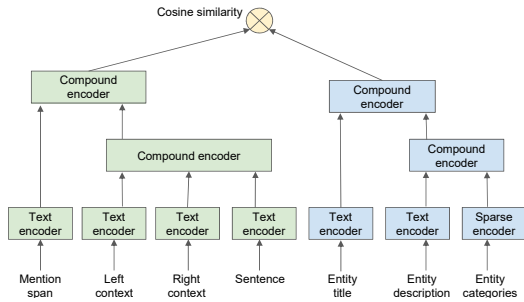 Cosine similarity
Compound
encoder
Compound
encoder
Compound encoder
Compound
encoder
Text
encoder
Text
encoder
Text
encoder
Text
encoder
Text
encoder
Text
encoder
Sparse
encoder
Mention
span
Left
context
Right
context
Sentence
Entity
title
Entity
description
Entity
categories